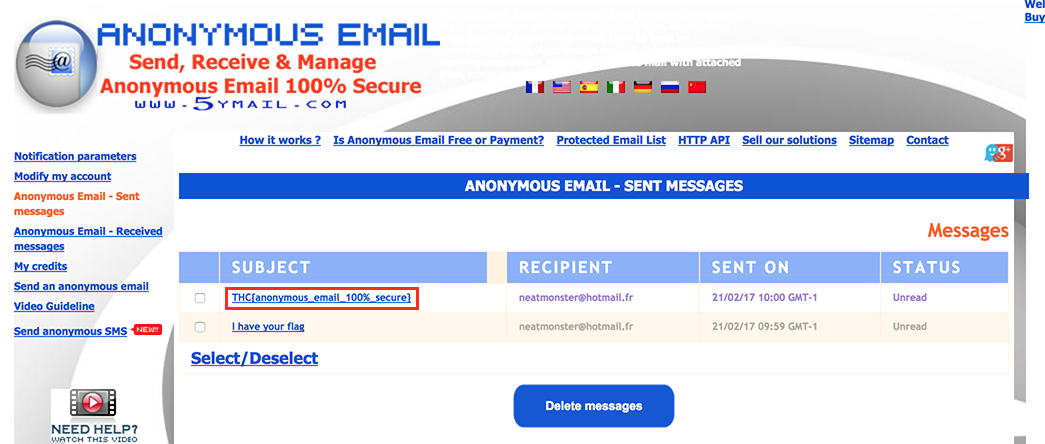 Wel
Buy
ANONYMOUS EMAIL
Send, Receive & Manage
Anonymous Email 100% Secure
www.5ymail.com
mail with attached
How it works ? Is Anonymous Email Free or Payment? Protected Email List HTTP API Sell our solutions Sitemap Contact
Notification parameters
Modify my account
Anonymous Email - Sent
messages
Anonymous Email - Received
messages
My credits
Send an anonymous email
Video Guideline
Send anonymous SMS NEW!!
NEED HELP?
WATCH THIS VIDEO
ANONYMOUS EMAIL - SENT MESSAGES
Messages
SUBJECT RECIPIENT SENT ON STATUS
THC{anonymous_email_100%_secure} neatmonster@hotmail.fr 21/02/17 10:00 GMT-1 Unread
I have your flag neatmonster@hotmail.fr 21/02/17 09:59 GMT-1 Unread
Select/Deselect
Delete messages